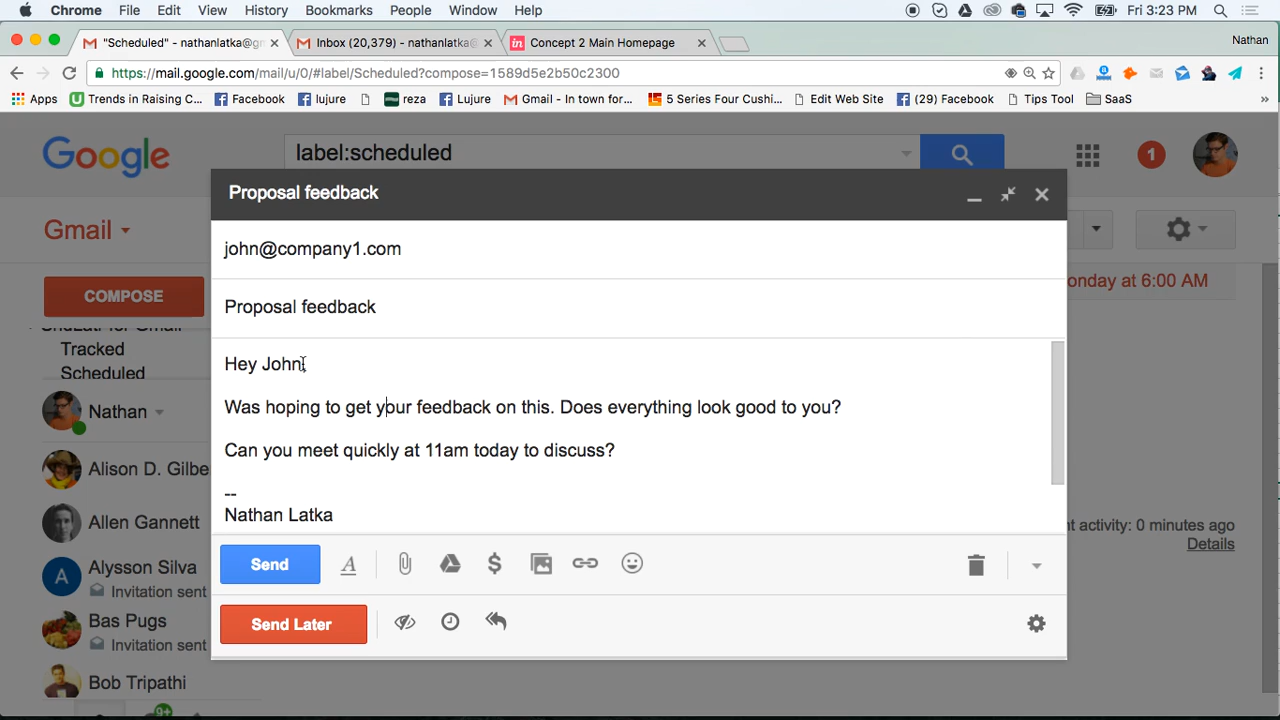 Chrome File Edit View History Bookmarks People Window Help Fri 3:23 PM
"Scheduled" - nathanlatka@gm Inbox (20,379) - nathanlatka@ Concept 2 Main Homepage Nathan
https://mail.google.com/mail/u/0/#label/Scheduled?compose=1589d5e2b50c2300
Apps Trends in Raising C... Facebook lujure reza Lujure Gmail - In town for... 5 Series Four Cushi... Edit Web Site (29) Facebook Tips Tool SaaS »
Google label:scheduled 1
Proposal feedback
Gmail
john@company1.com
COMPOSE
onday at 6:00 AM
Proposal feedback
for Gmail
Tracked
Scheduled
Hey John,
Nathan
Was hoping to get your feedback on this. Does everything look good to you?
Can you meet quickly at 11am today to discuss?
Alison D. Gilbe
--
Nathan Latka
Allen Gannett
t activity: 0 minutes ago
Details
A Alysson Silva
Invitation sent
Send A $
Bas Pugs
Invitation sent
Send Later
Bob Tripathi
9+